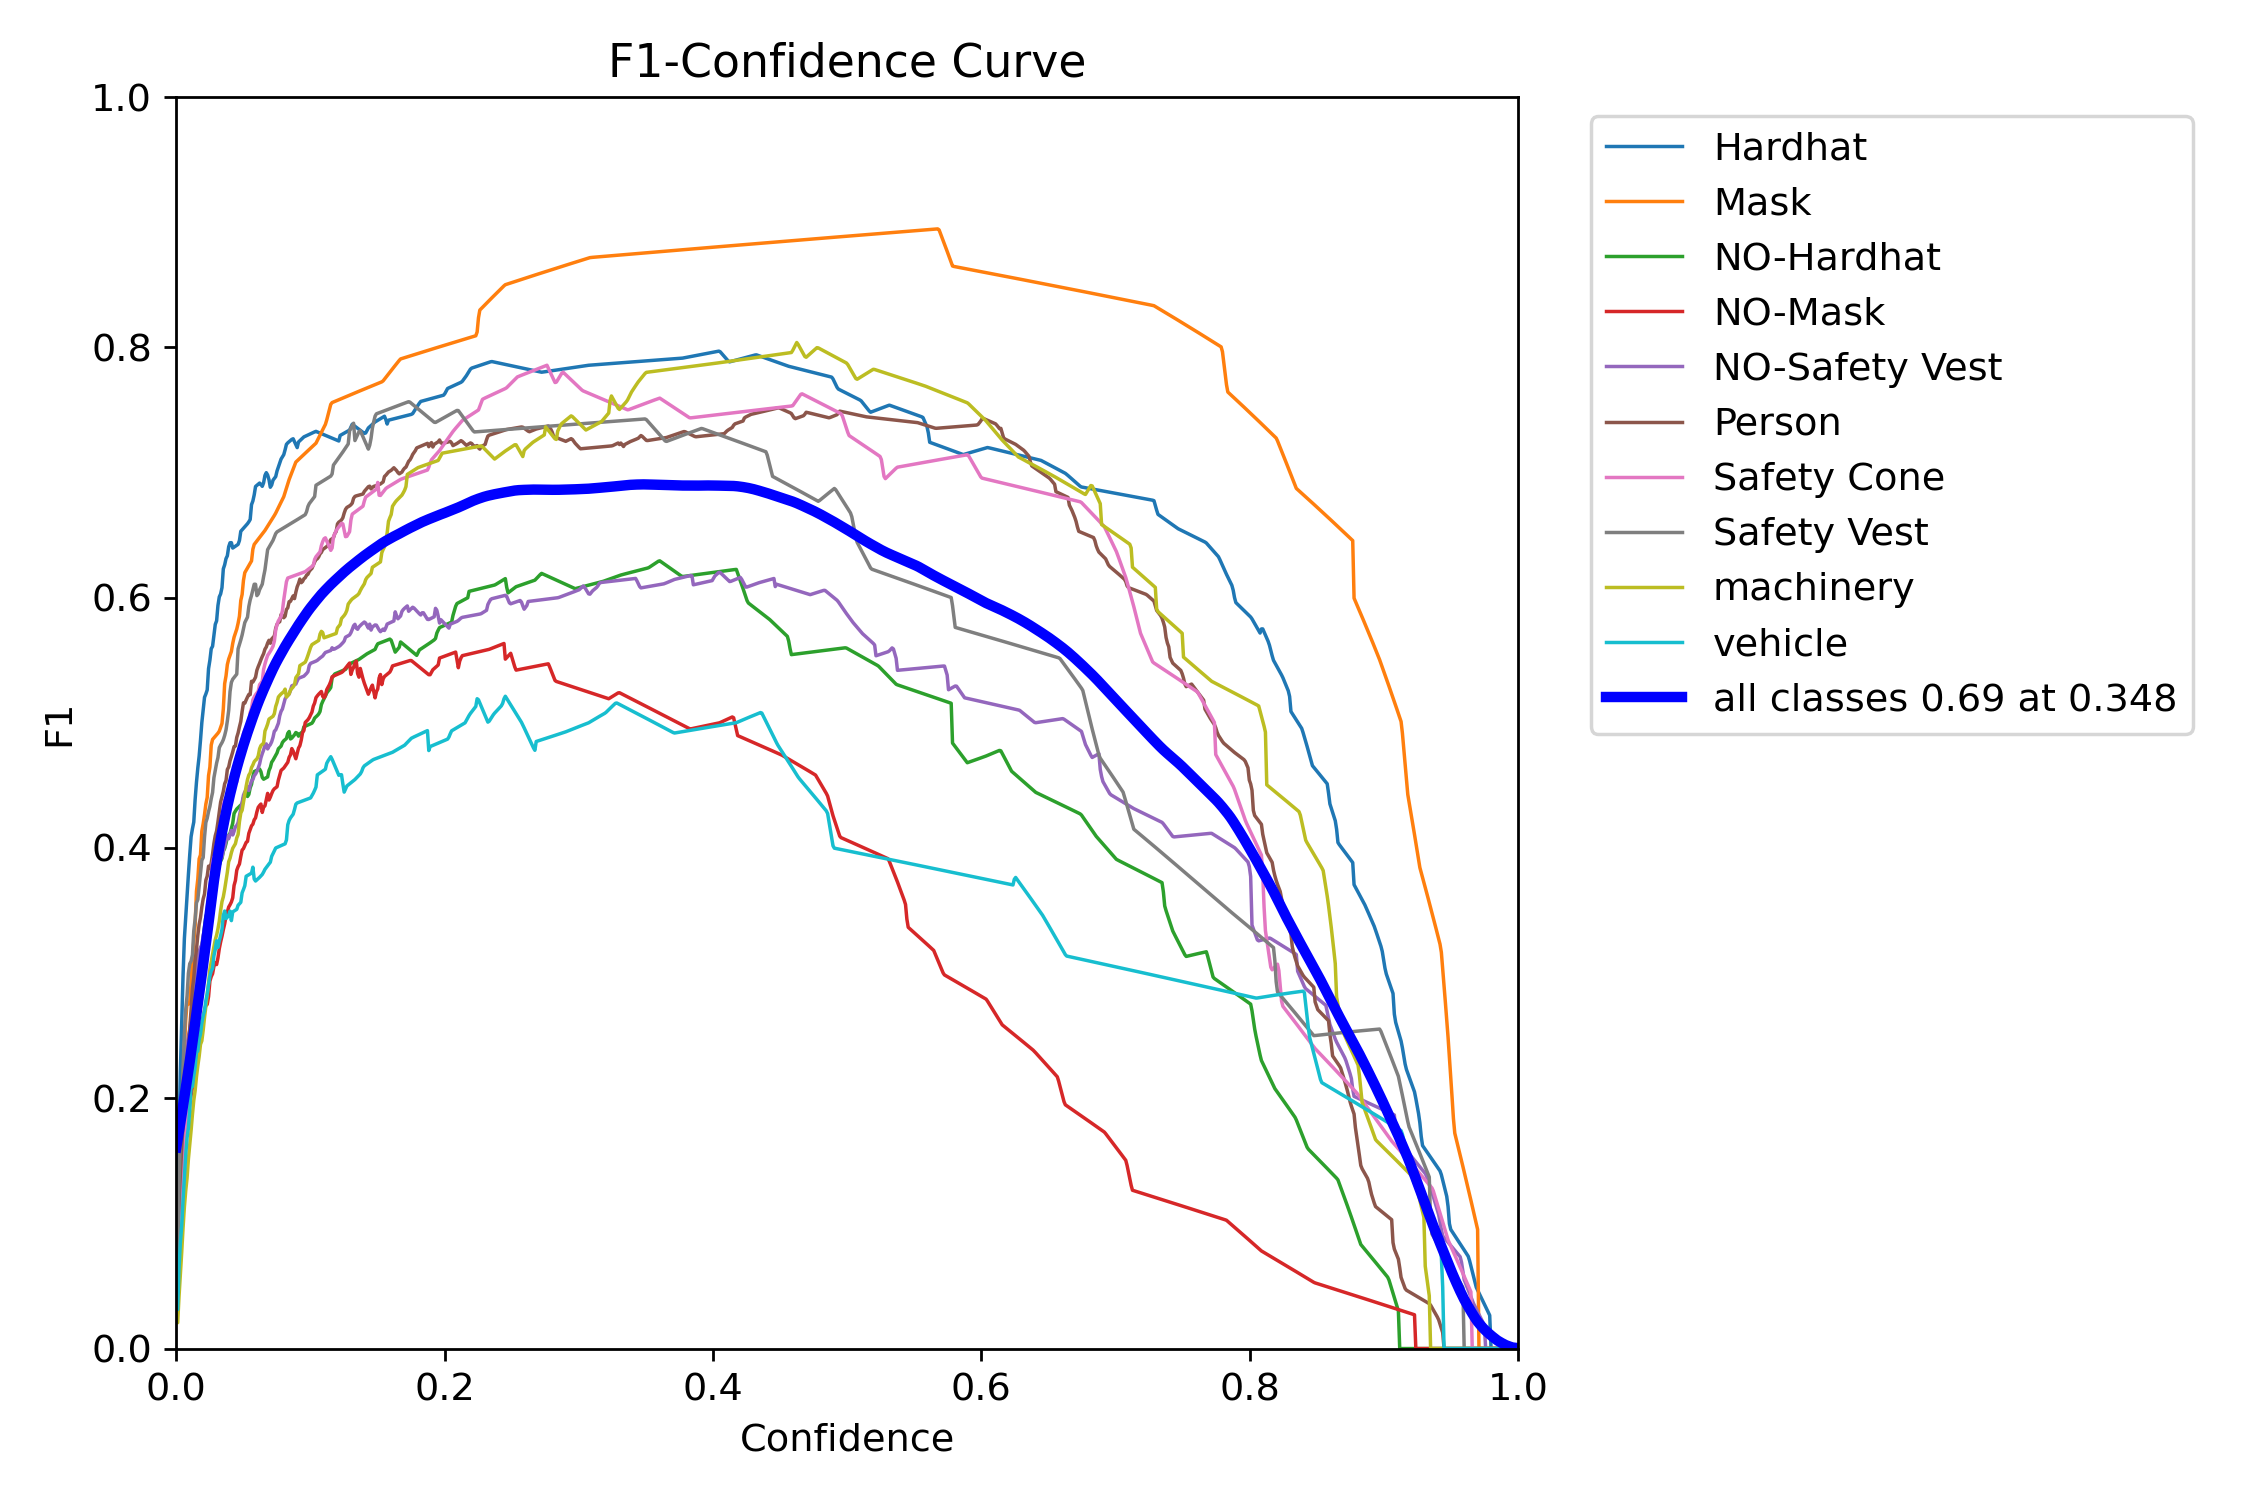 F1-Confidence Curve
1.0
0.8
0.6
0.4
0.2
0.0
F1
0.0 0.2 0.4 0.6 0.8 1.0
Confidence
Hardhat
Mask
NO-Hardhat
NO-Mask
NO-Safety Vest
Person
Safety Cone
Safety Vest
machinery
vehicle
all classes 0.69 at 0.348